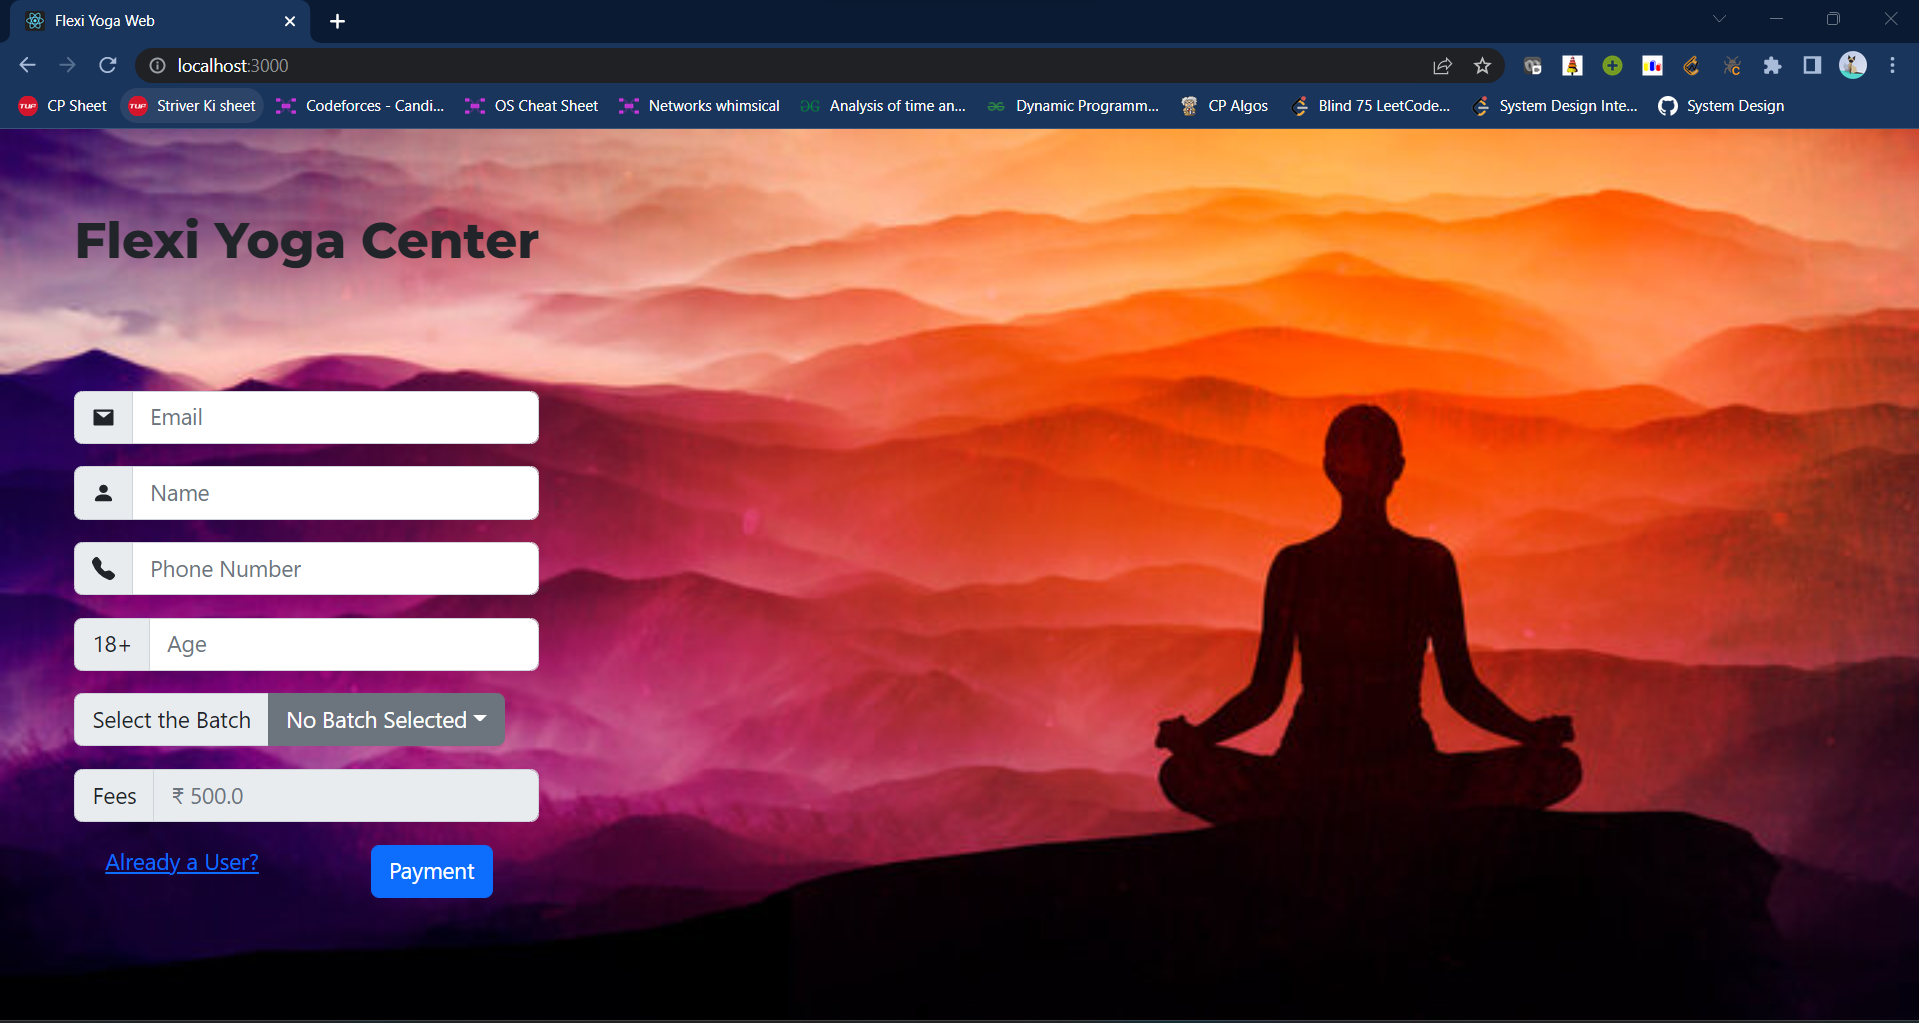 Flexi Yoga Web
localhost:3000
CP Sheet Striver Ki sheet Codeforces - Candi... OS Cheat Sheet Networks whimsical Analysis of time an... Dynamic Programm... CP Algos Blind 75 LeetCode... System Design Inte... System Design
Flexi Yoga Center
Email
Name
Phone Number
18+ Age
Select the Batch No Batch Selected
Fees ₹ 500.0
Already a User? Payment